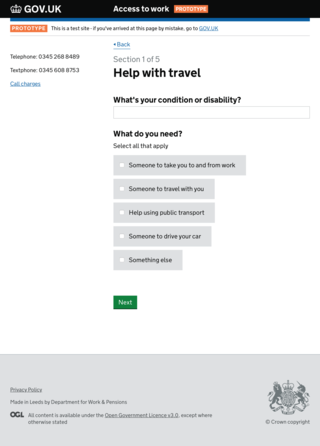 GOV.UK
Access to work PROTOTYPE
PROTOTYPE This is a test site - if you've arrived at this page by mistake, go to GOV.UK
Telephone: 0345 268 8489
Textphone: 0345 608 8753
Call charges
Back
Section 1 of 5
Help with travel
What's your condition or disability?
What do you need?
Select all that apply
Someone to take you to and from work
Someone to travel with you
Help using public transport
Someone to drive your car
Something else
Next
Privacy Policy
Made in Leeds by Department for Work & Pensions
OGL All content is available under the Open Government Licence v3.0, except where
otherwise stated
© Crown copyright